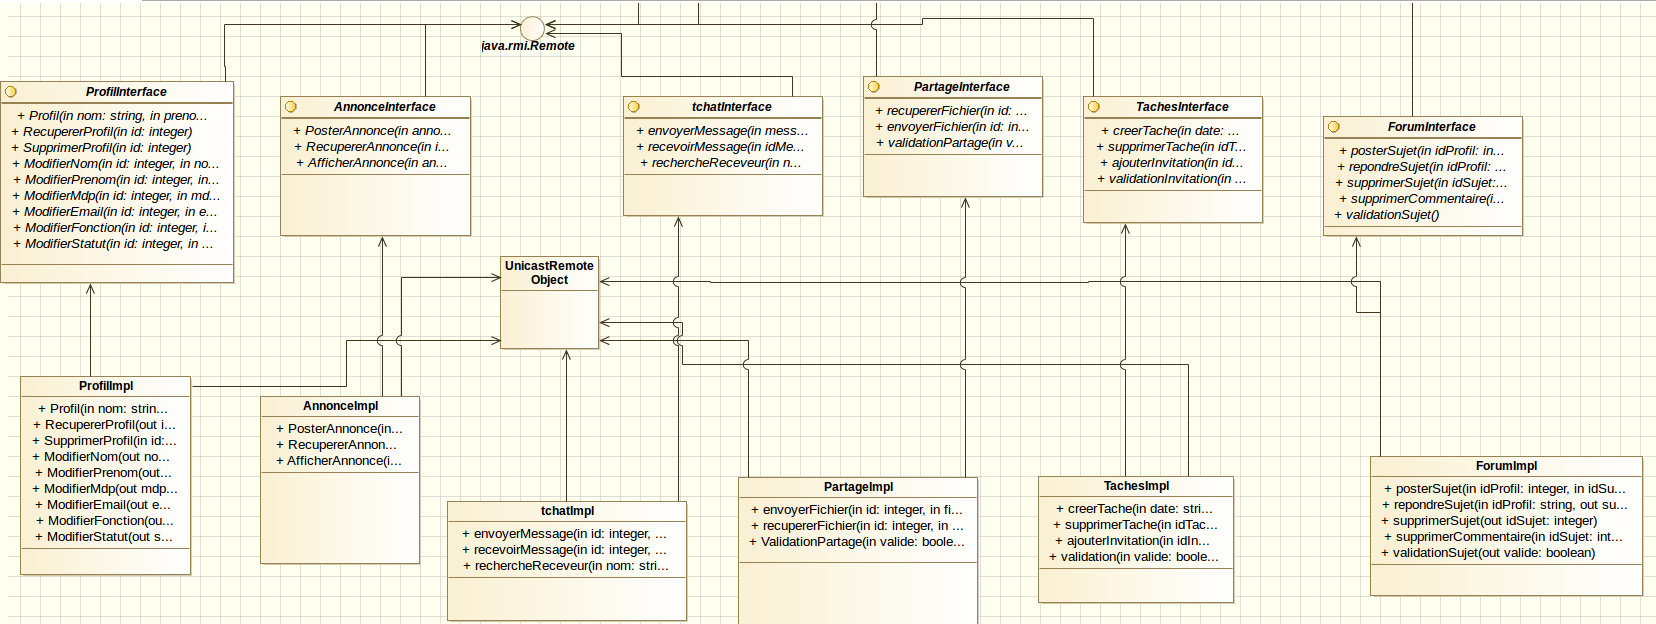 java.rmi.Remote
ProfilInterface
+ Profil(in nom: string, in preno...
+ RecupererProfil(in id: integer)
+ SupprimerProfil(in id: integer)
+ ModifierNom(in id: integer, in no...
+ ModifierPrenom(in id: integer, in...
+ ModifierMdp(in id: integer, in md...
+ ModifierEmail(in id: integer, in e...
+ ModifierFonction(in id: integer, i...
+ ModifierStatut(in id: integer, in ...
AnnonceInterface
+ PosterAnnonce(in anno...
+ RecupererAnnonce(in i...
+ AfficherAnnonce(in an...
tchatInterface
+ envoyerMessage(in mess...
+ recevoirMessage(in idMe...
+ rechercheReceveur(in n...
PartageInterface
+ recupererFichier(in id: ...
+ envoyerFichier(in id: in...
+ validationPartage(in v...
TachesInterface
+ creerTache(in date: ...
+ supprimerTache(in idT...
+ ajouterInvitation(in id...
+ validationInvitation(in ...
ForumInterface
+ posterSujet(in idProfil: in...
+ repondreSujet(in idProfil: ...
+ supprimerSujet(in idSujet:...
+ supprimerCommentaire(i...
+ validationSujet()
UnicastRemote
Object
ProfilImpl
+ Profil(in nom: strin...
+ RecupererProfil(out i...
+ SupprimerProfil(in id:...
+ ModifierNom(out no...
+ ModifierPrenom(out...
+ ModifierMdp(out mdp...
+ ModifierEmail(out e...
+ ModifierFonction(ou...
+ ModifierStatut(out s...
AnnonceImpl
+ PosterAnnonce(in...
+ RecupererAnnon...
+ AfficherAnnonce(i...
tchatImpl
+ envoyerMessage(in id: integer, ...
+ recevoirMessage(in id: integer, ...
+ rechercheReceveur(in nom: stri...
PartageImpl
+ envoyerFichier(in id: integer, in fi...
+ recupererFichier(in id: integer, in ...
+ ValidationPartage(in valide: boole...
TachesImpl
+ creerTache(in date: stri...
+ supprimerTache(in idTac...
+ ajouterInvitation(in idIn...
+ validation(in valide: boole...
ForumImpl
+ posterSujet(in idProfil: integer, in idSu...
+ repondreSujet(in idProfil: string, out su...
+ supprimerSujet(out idSujet: integer)
+ supprimerCommentaire(in idSujet: int...
+ validationSujet(out valide: boolean)